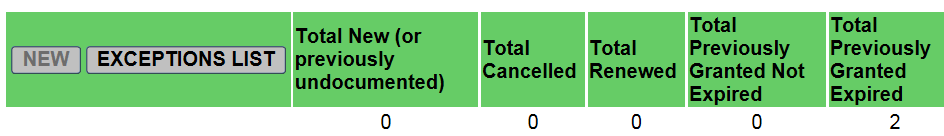 NEW
EXCEPTIONS LIST
Total New (or
previously
undocumented)
Total
Cancelled
Total
Renewed
Total
Previously
Granted Not
Expired
Total
Previously
Granted
Expired
0 0 0 0 2